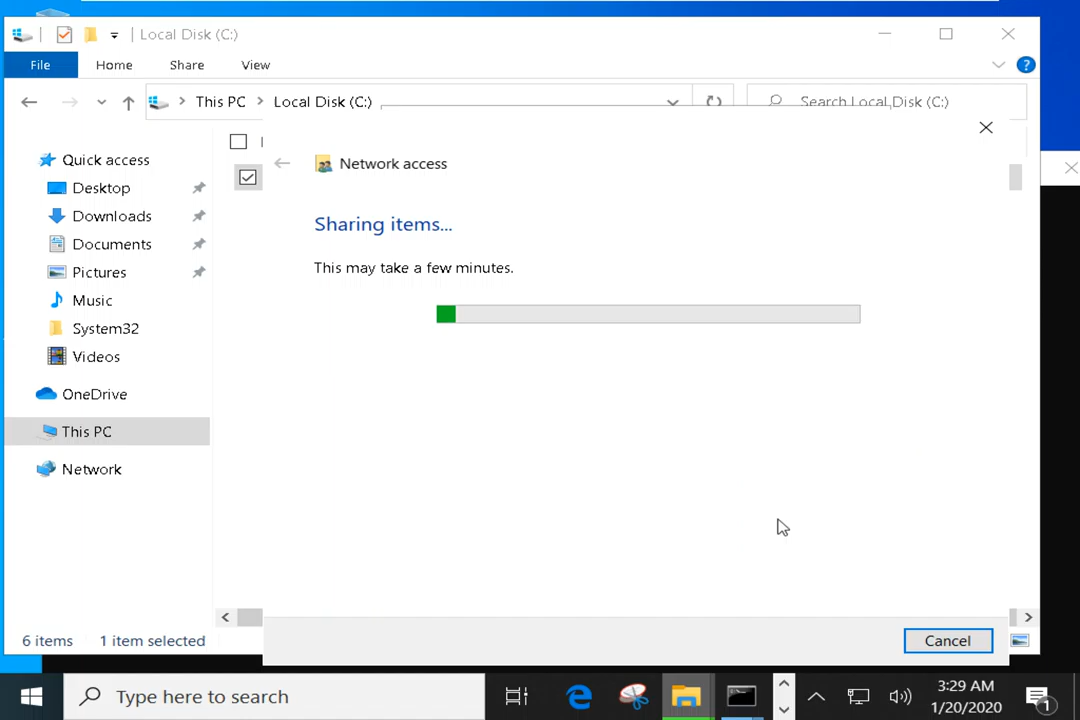 Local Disk (C:)
File Home Share View
This PC Local Disk (C:) Search Local Disk (C:)
Network access
Sharing items...
This may take a few minutes.
Cancel
Quick access
Desktop
Downloads
Documents
Pictures
Music
System32
Videos
OneDrive
This PC
Network
6 items 1 item selected
Type here to search
3:29 AM
1/20/2020
1